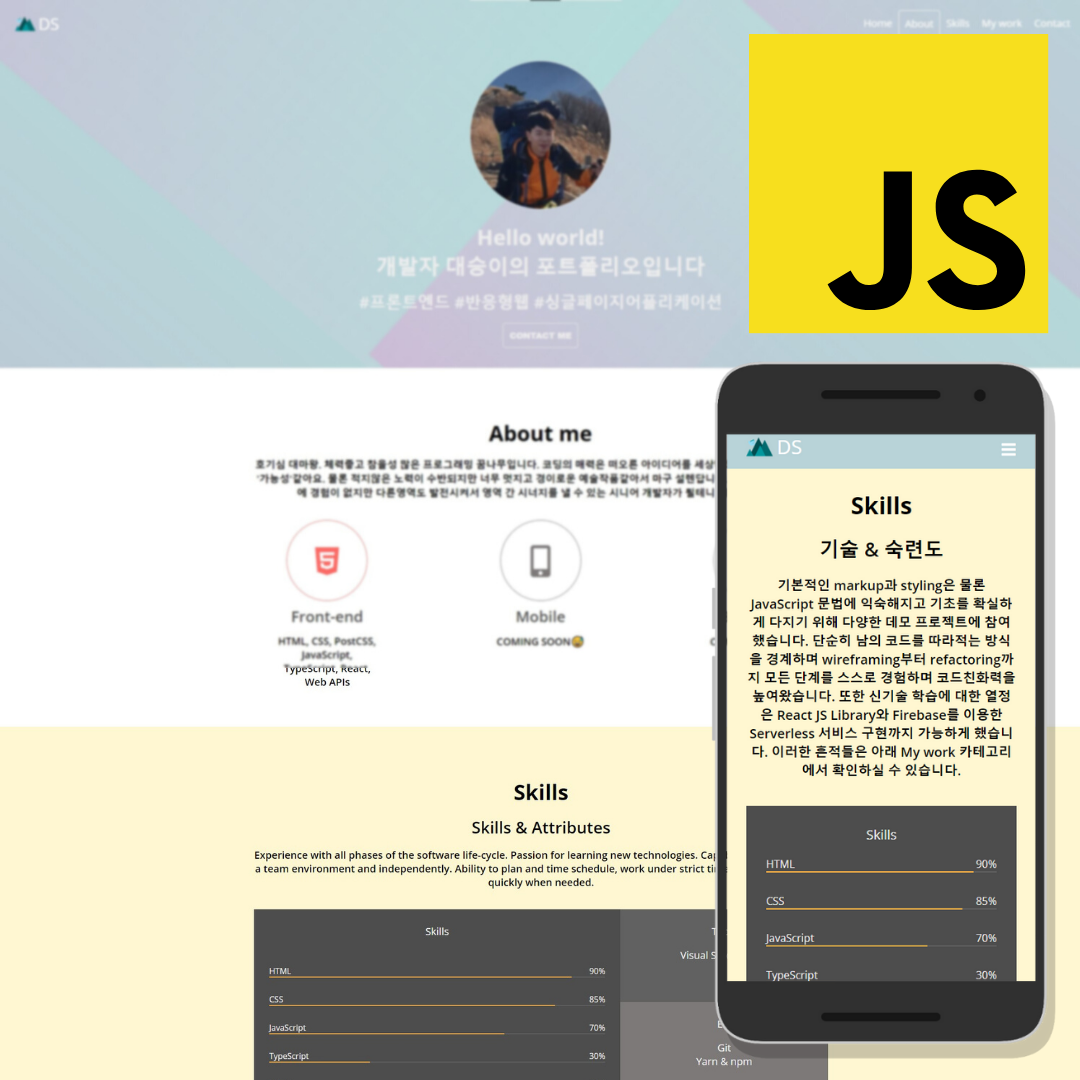 DS
Home About Skills My work Contact
JS
Hello world!
개발자 대승이의 포트폴리오입니다
#프론트엔드 #반응형웹 #싱글페이지어플리케이션
CONTACT ME
About me
호기심 대마왕, 체력좋고 참을성 많은 프로그래밍 꿈나무입니다. 코딩의 매력은 떠오른 아이디어를 세상
'가능성'같아요. 물론 적지않은 노력이 수반되지만 너무 멋지고 경이로운 예술작품같아서 마구 설렌답니
에 경험이 없지만 다른영역도 발전시켜서 영역 간 시너지를 낼 수 있는 시니어 개발자가 될테니
Front-end
HTML, CSS, PostCSS,
JavaScript,
TypeScript, React,
Web APIs
Mobile
COMING SOON😅
Skills
Skills & Attributes
Experience with all phases of the software life-cycle. Passion for learning new technologies.
a team environment and independently. Ability to plan and time schedule, work under strict
quickly when needed.
Skills
HTML 90%
CSS 85%
JavaScript 70%
TypeScript 30%
Visual
Git
Yarn & npm
DS
Skills
기술 & 숙련도
기본적인 markup과 styling은 물론
JavaScript 문법에 익숙해지고 기초를 확실하
게 다지기 위해 다양한 데모 프로젝트에 참여
했습니다. 단순히 남의 코드를 따라적는 방식
을 경계하며 wireframing부터 refactoring까
지 모든 단계를 스스로 경험하며 코드친화력을
높여왔습니다. 또한 신기술 학습에 대한 열정
은 React JS Library와 Firebase를 이용한
Serverless 서비스 구현까지 가능하게 했습니
다. 이러한 흔적들은 아래 My work 카테고리
에서 확인하실 수 있습니다.
Skills
HTML 90%
CSS 85%
JavaScript 70%
TypeScript 30%